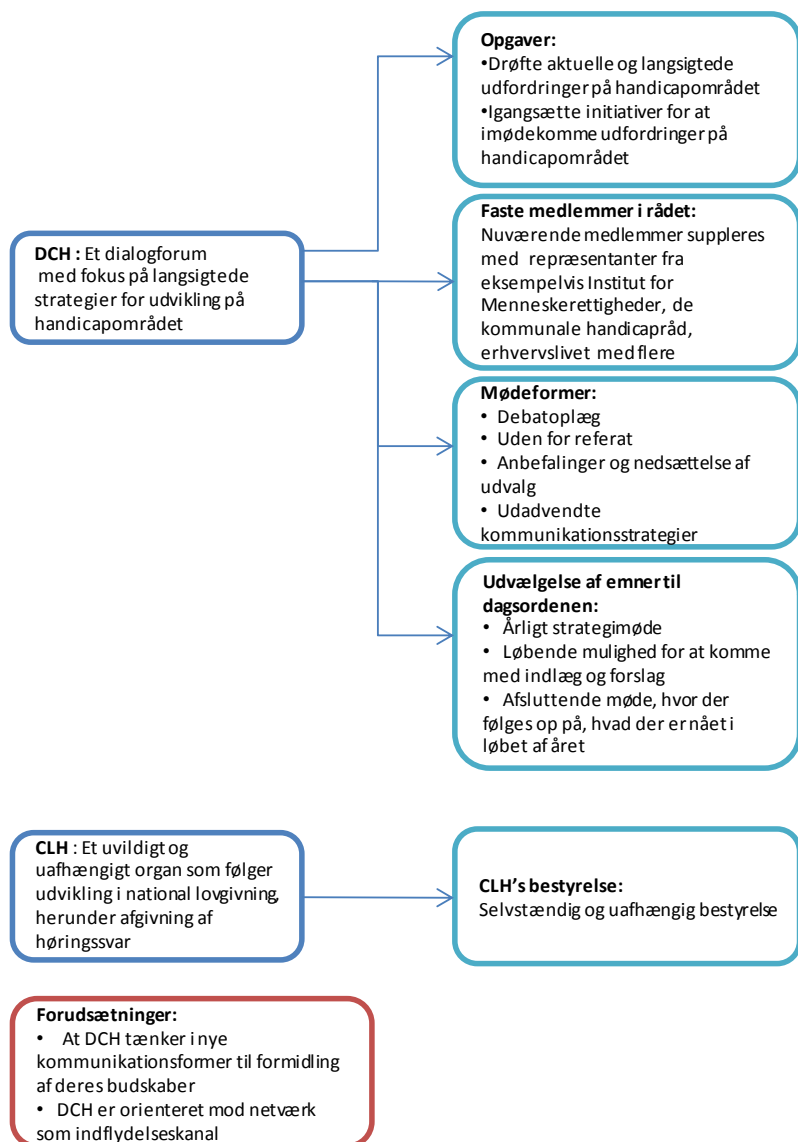 DCH : Et dialogforum
med fokus på langsigtede
strategier for udvikling på
handicapområdet
Opgaver:
•Drøfte aktuelle og langsigtede
udfordringer på handicapområdet
•Igangsætte initiativer for at
imødekomme udfordringer på
handicapområdet
Faste medlemmer i rådet:
Nuværende medlemmer suppleres
med repræsentanter fra
eksempelvis Institut for
Menneskerettigheder, de
kommunale handicapråd,
erhvervslivet med flere
Mødeformer:
• Debatoplæg
• Uden for referat
• Anbefalinger og nedsættelse af
udvalg
• Udadvendte
kommunikationsstrategier
Udvælgelse af emner til
dagsordenen:
• Årligt strategimøde
• Løbende mulighed for at komme
med indlæg og forslag
• Afsluttende møde, hvor der
følges op på, hvad der er nået i
løbet af året
CLH : Et uvildigt og
uafhængigt organ som følger
udvikling i national lovgivning,
herunder afgivning af
høringssvar
CLH’s bestyrelse:
Selvstændig og uafhængig bestyrelse
Forudsætninger:
• At DCH tænker i nye
kommunikationsformer til formidling
af deres budskaber
• DCH er orienteret mod netværk
som indflydelseskanal